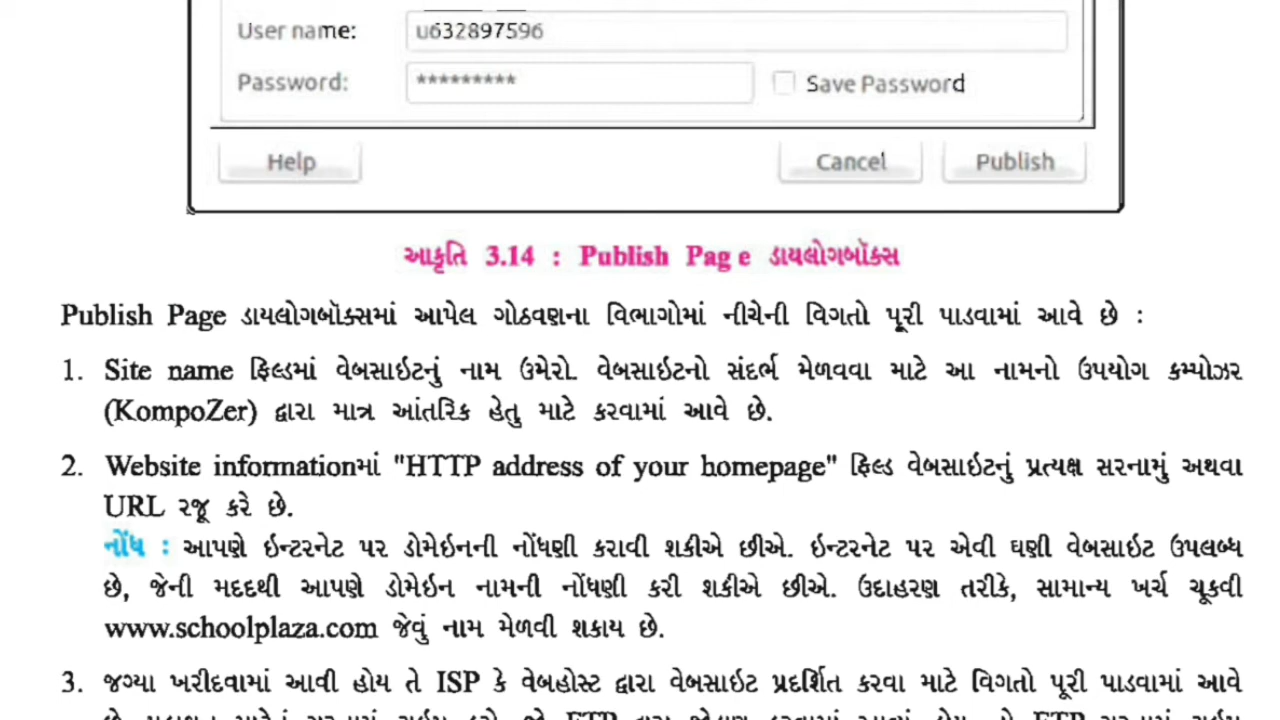 User name: u632897596
Password: ********* Save Password
Help Cancel Publish
આકૃતિ 3.14 : Publish Page ડાયલોગબૉક્સ
Publish Page ડાયલોગબૉક્સમાં આપેલ ગોઠવણના વિભાગોમાં નીચેની વિગતો પૂરી પાડવામાં આવે છે :
1. Site name ફિલ્ડમાં વેબસાઇટનું નામ ઉમેરો. વેબસાઇટનો સંદર્ભ મેળવવા માટે આ નામનો ઉપયોગ કમ્પોઝર
(KompoZer) દ્વારા માત્ર આંતરિક હેતુ માટે કરવામાં આવે છે.
2. Website informationમાં "HTTP address of your homepage" ફિલ્ડ વેબસાઇટનું પ્રત્યક્ષ સરનામું અથવા
URL રજૂ કરે છે.
નોંધ : આપણે ઇન્ટરનેટ પર ડોમેઇનની નોંધણી કરાવી શકીએ છીએ. ઇન્ટરનેટ પર એવી ઘણી વેબસાઇટ ઉપલબ્ધ
છે, જેની મદદથી આપણે ડોમેઇન નામની નોંધણી કરી શકીએ છીએ. ઉદાહરણ તરીકે, સામાન્ય ખર્ચ ચૂકવી
www.schoolplaza.com જેવું નામ મેળવી શકાય છે.
3. જગ્યા ખરીદવામાં આવી હોય તે ISP કે વેબહોસ્ટ દ્વારા વેબસાઇટ પ્રદર્શિત કરવા માટે વિગતો પૂરી પાડવામાં આવે